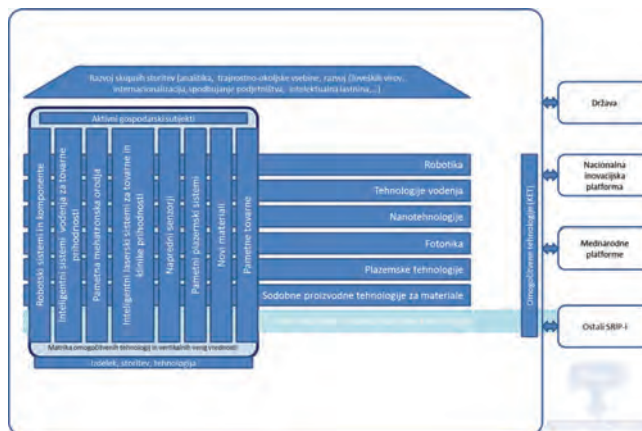 Razvoj skupnih storitev (analitika, trajnostno-okoljske vsebine, razvoj človeških virov,
internacionalizacija, spodbujanje podjetništva, intelektualna lastnina,...)
Aktivni gospodarski subjekti
Robotski sistemi in komponente
Inteligentni sistemi vodenja za tovarne
prihodnosti
Pametna mehatronska orodja
Inteligentni laserski sistemi za tovarne in
klinike prihodnosti
Napredni senzorji
Pametni plazemski sistemi
Novi materiali
Pametne tovarne
Robotika
Tehnologije vodenja
Nanotehnologije
Fotonika
Plazemske tehnologije
Sodobne proizvodne tehnologije za materiale
Matrika omogočitvenih tehnologij in vertikalnih verig vrednosti
Izdelek, storitev, tehnologija
Omogočitvene tehnologije (KET)
Država
Nacionalna
inovacijska
platforma
Mednarodne
platforme
Ostali SRIP-i